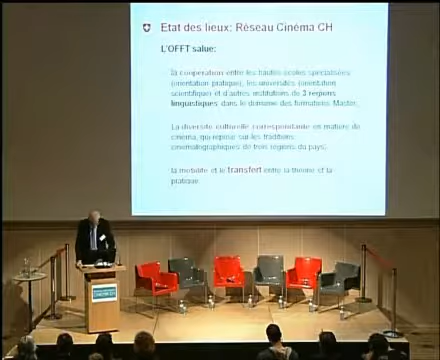 Etat des lieux: Réseau Cinéma CH
L'OFFT salue:
la coopération entre les hautes écoles spécialisées
(orientation pratique), les universités (orientation
scientifique) et d'autres institutions de 3 régions
linguistiques dans le domaine des formations Master,
La diversité culturelle correspondante en matière de
cinéma, qui repose sur les traditions
cinématographiques de trois régions du pays),
la mobilité et le transfert entre la théorie et la
pratique.